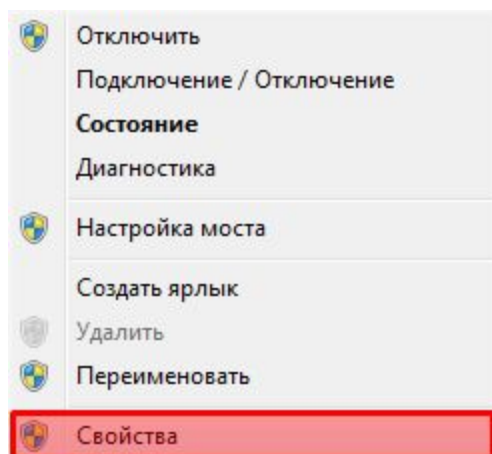 Отключить
Подключение / Отключение
Состояние
Диагностика
Настройка моста
Создать ярлык
Удалить
Переименовать
Свойства